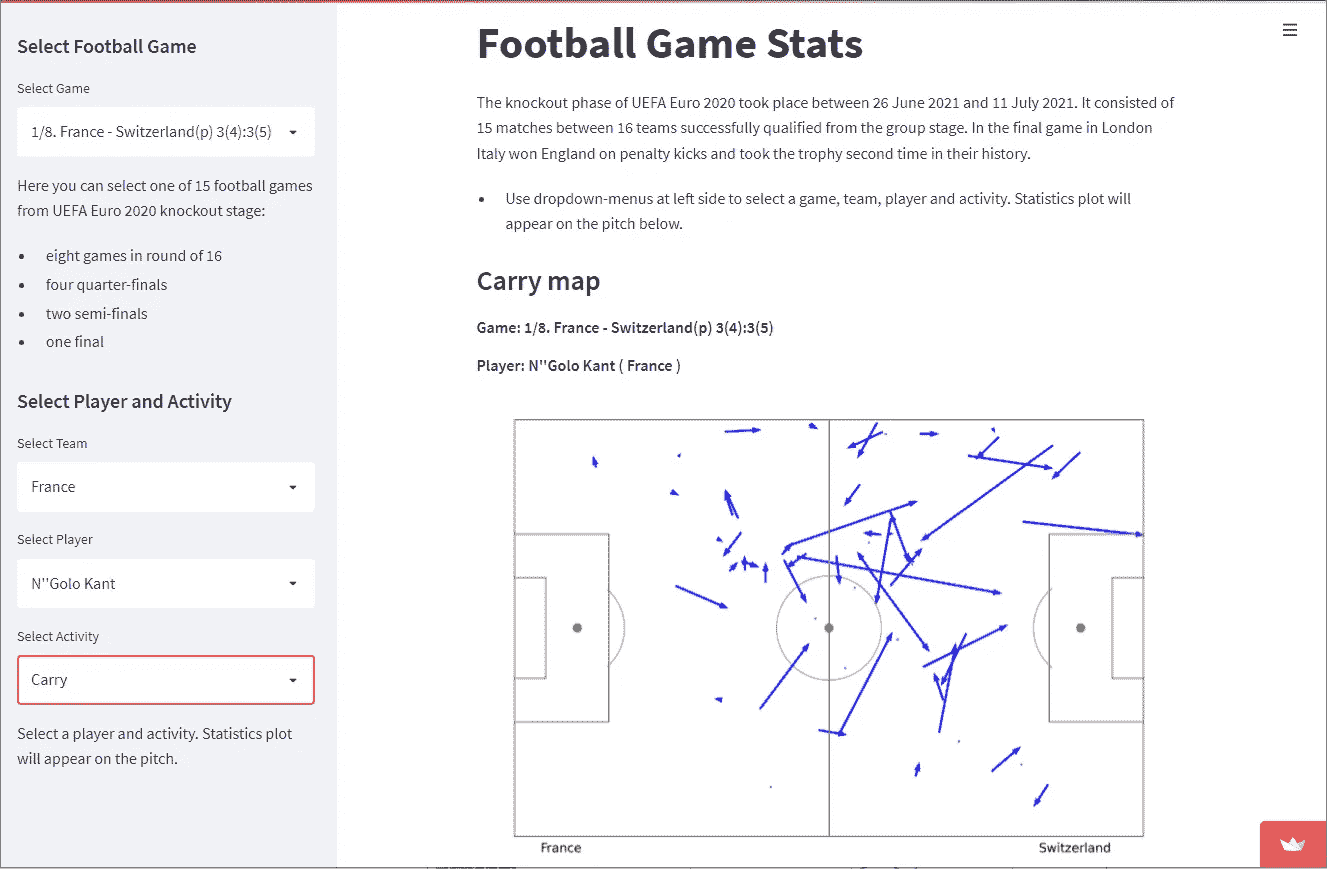 Select Football Game
Select Game
1/8. France - Switzerland(p) 3(4):3(5)
Here you can select one of 15 football games
from UEFA Euro 2020 knockout stage:
• eight games in round of 16
• four quarter-finals
• two semi-finals
• one final
Select Player and Activity
Select Team
France
Select Player
N''Golo Kant
Select Activity
Carry
Select a player and activity. Statistics plot
will appear on the pitch.
Football Game Stats
The knockout phase of UEFA Euro 2020 took place between 26 June 2021 and 11 July 2021. It consisted of
15 matches between 16 teams successfully qualified from the group stage. In the final game in London
Italy won England on penalty kicks and took the trophy second time in their history.
• Use dropdown-menus at left side to select a game, team, player and activity. Statistics plot will
appear on the pitch below.
Carry map
Game: 1/8. France - Switzerland(p) 3(4):3(5)
Player: N''Golo Kant ( France )
France
Switzerland